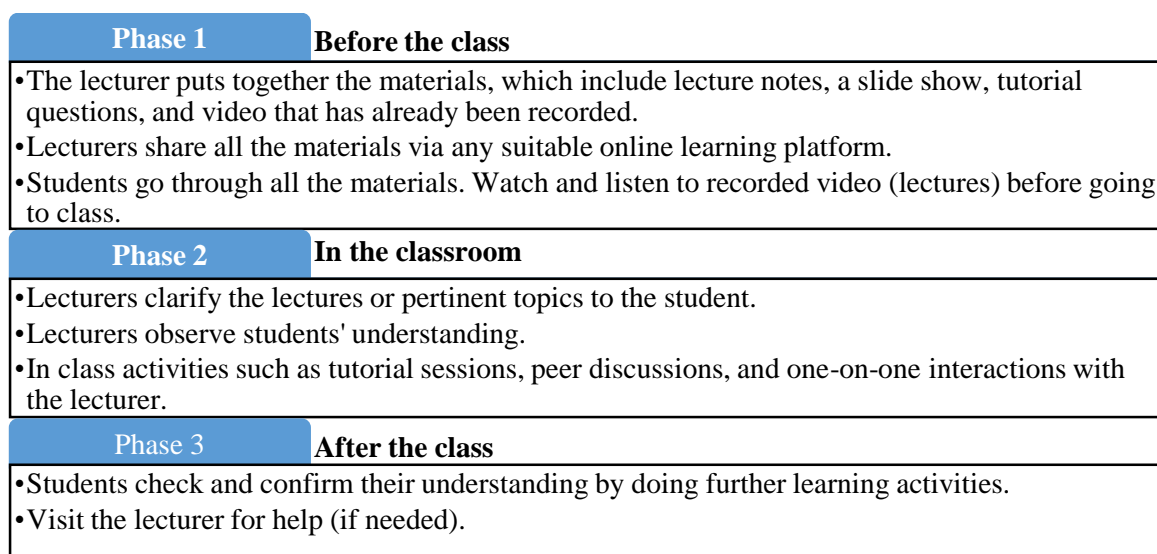 Phase 1
Before the class
•The lecturer puts together the materials, which include lecture notes, a slide show, tutorial
questions, and video that has already been recorded.
•Lecturers share all the materials via any suitable online learning platform.
•Students go through all the materials. Watch and listen to recorded video (lectures) before going
to class.
Phase 2
In the classroom
•Lecturers clarify the lectures or pertinent topics to the student.
•Lecturers observe students' understanding.
•In class activities such as tutorial sessions, peer discussions, and one-on-one interactions with
the lecturer.
Phase 3
After the class
•Students check and confirm their understanding by doing further learning activities.
•Visit the lecturer for help (if needed).